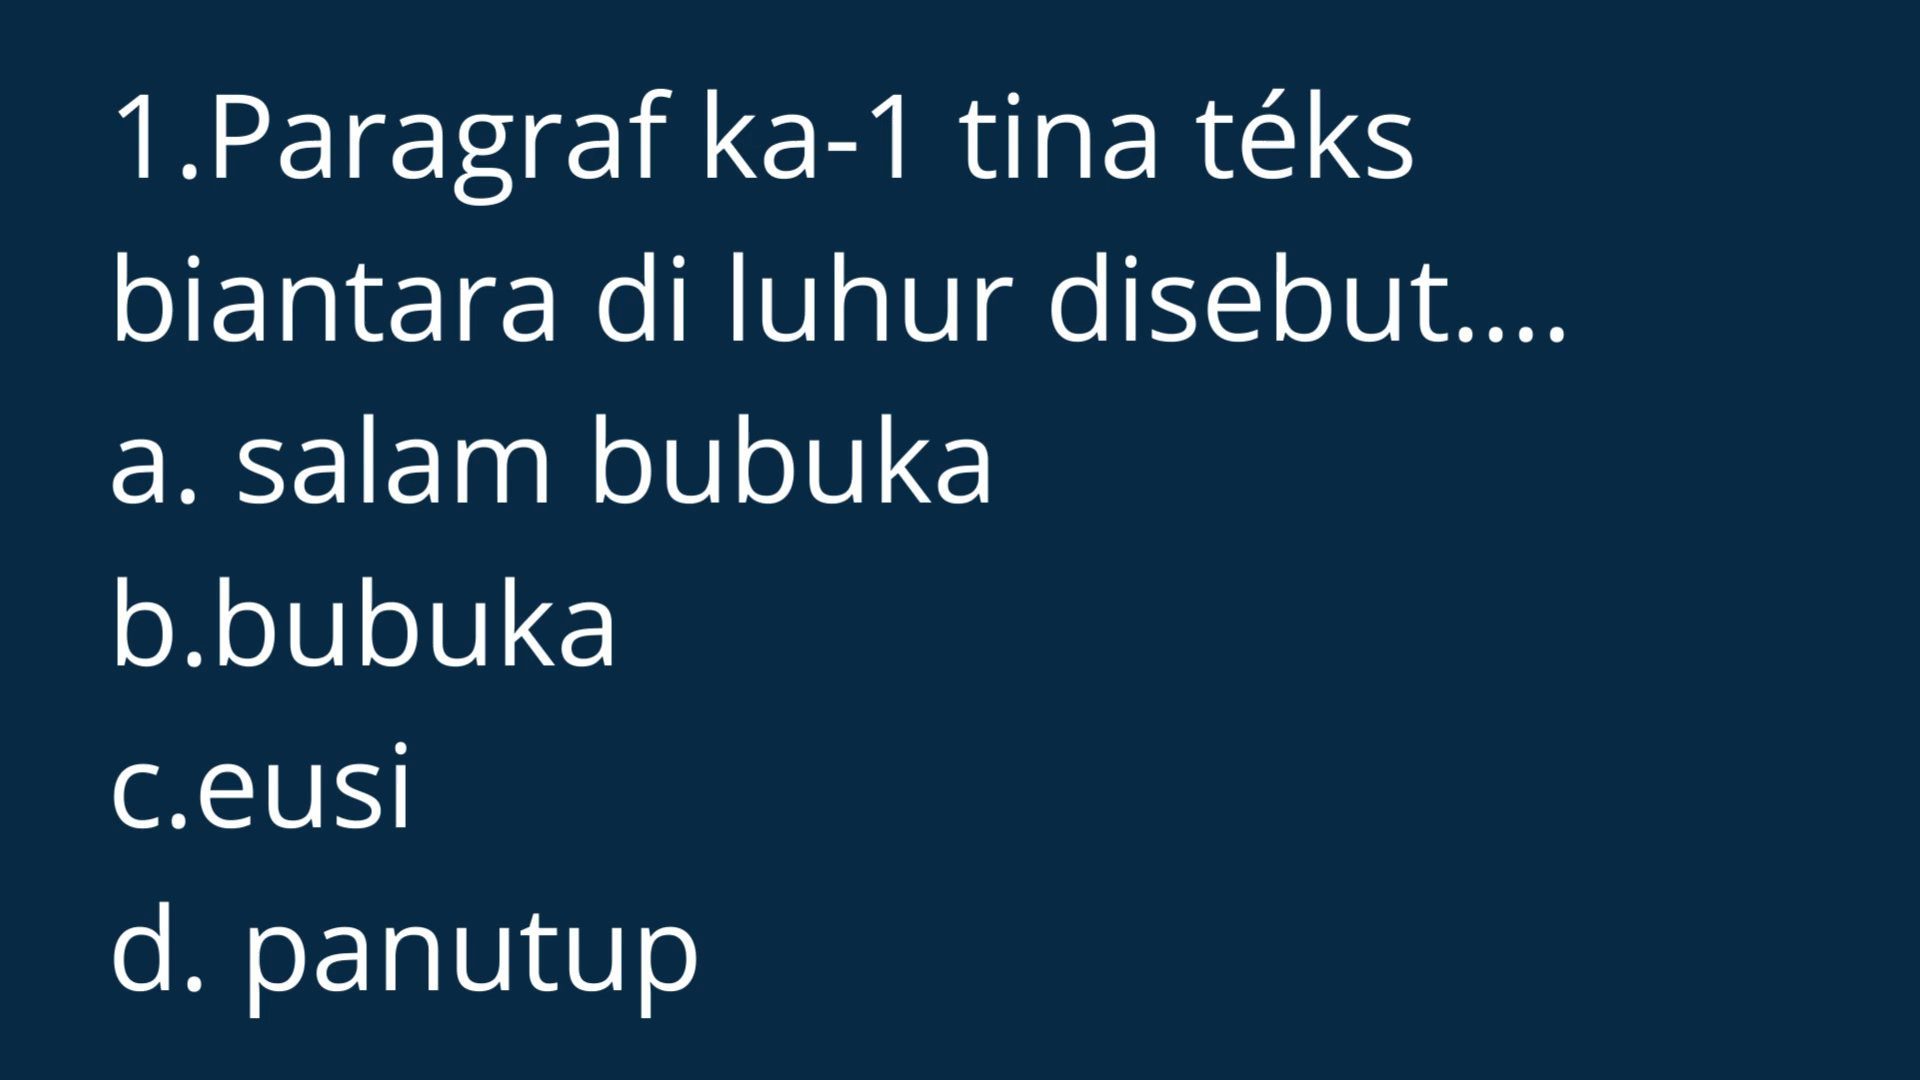 1.Paragraf ka-1 tina téks
biantara di luhur disebut....
a. salam bubuka
b.bubuka
c.eusi
d. panutup